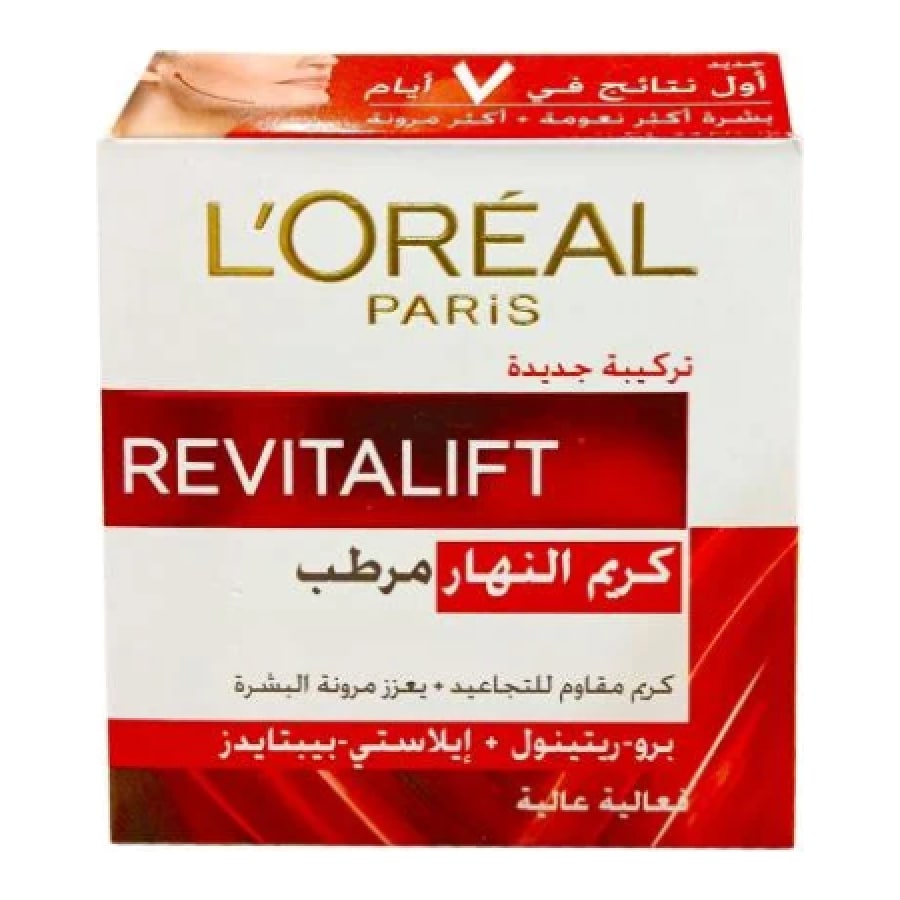 جديد
أول نتائج في ٧ أيام
بشرة أكثر نعومة + أكثر مرونة
L'ORÉAL
PARiS
تركيبة جديدة
REVITALIFT
كريم النهار مرطب
كريم مقاوم للتجاعيد + يعزز مرونة البشرة
برو-ريتينول + إيلاستي-بيبتايدز
فعالية عالية